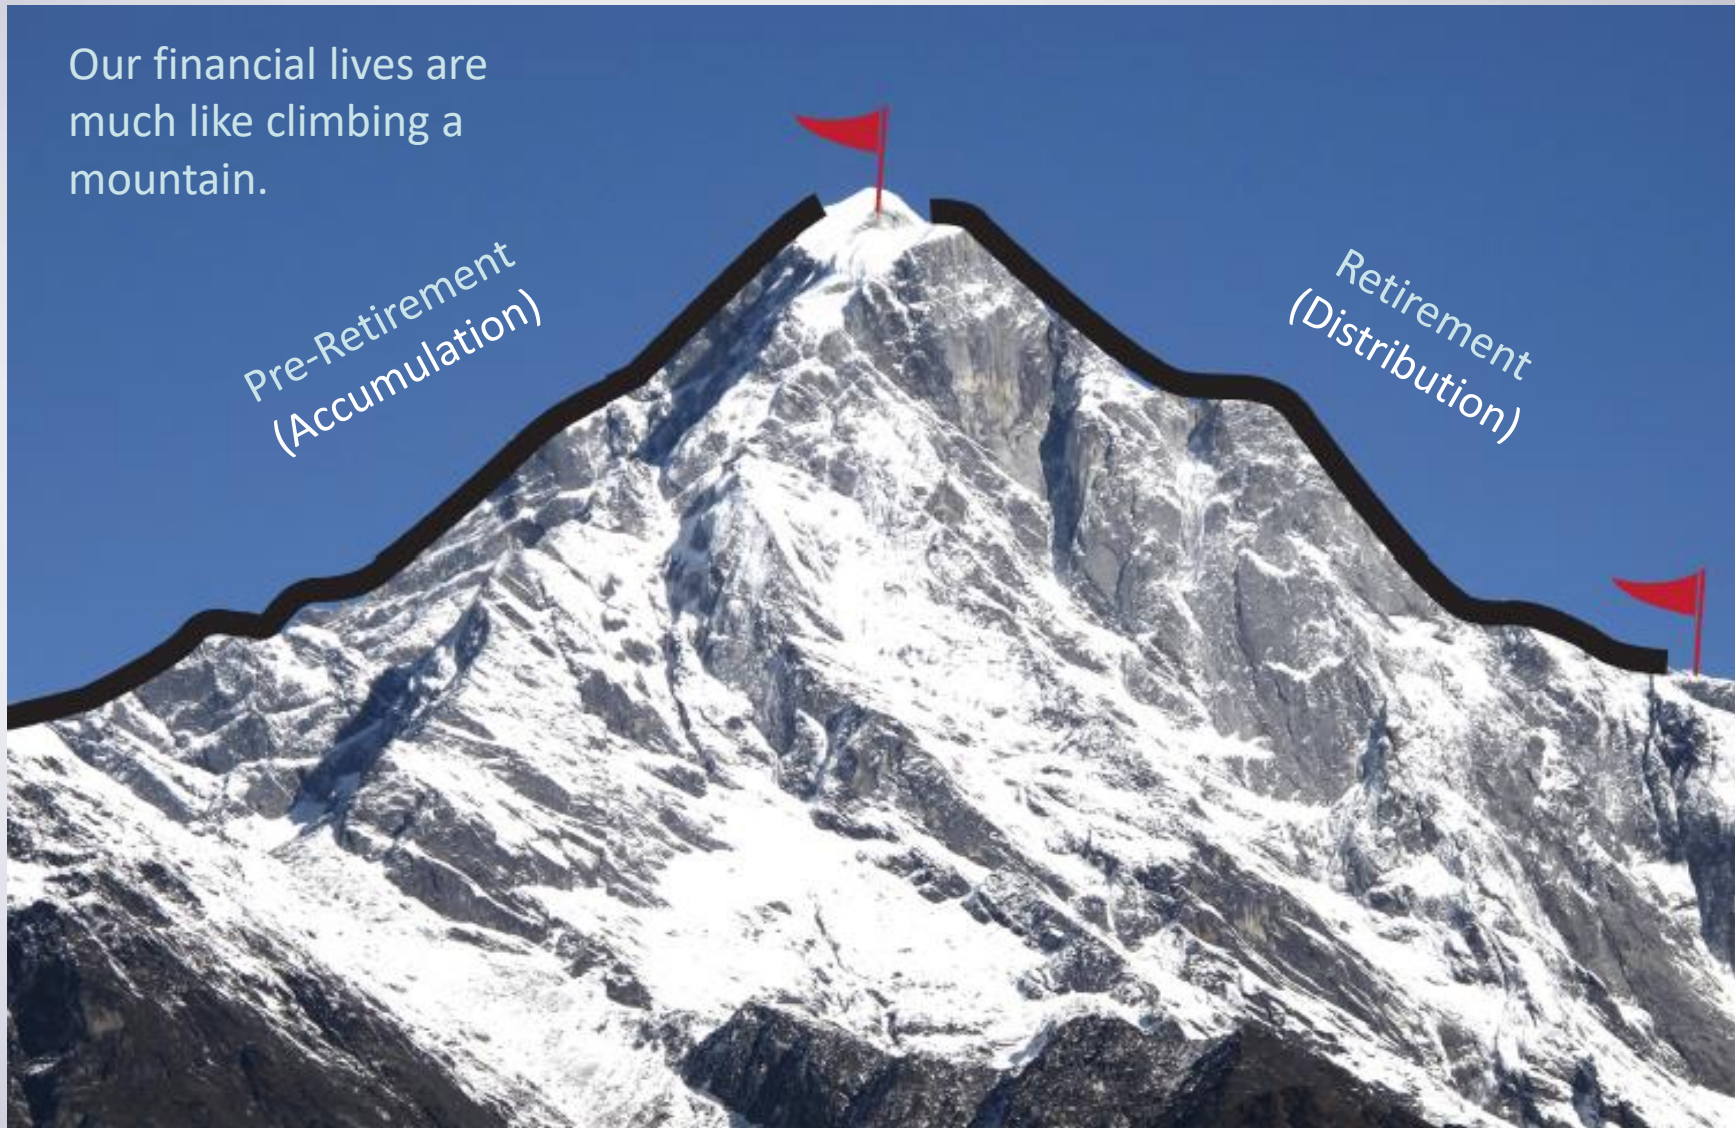 Our financial lives are
much like climbing a
mountain.
Pre-Retirement
(Accumulation)
Retirement
(Distribution)